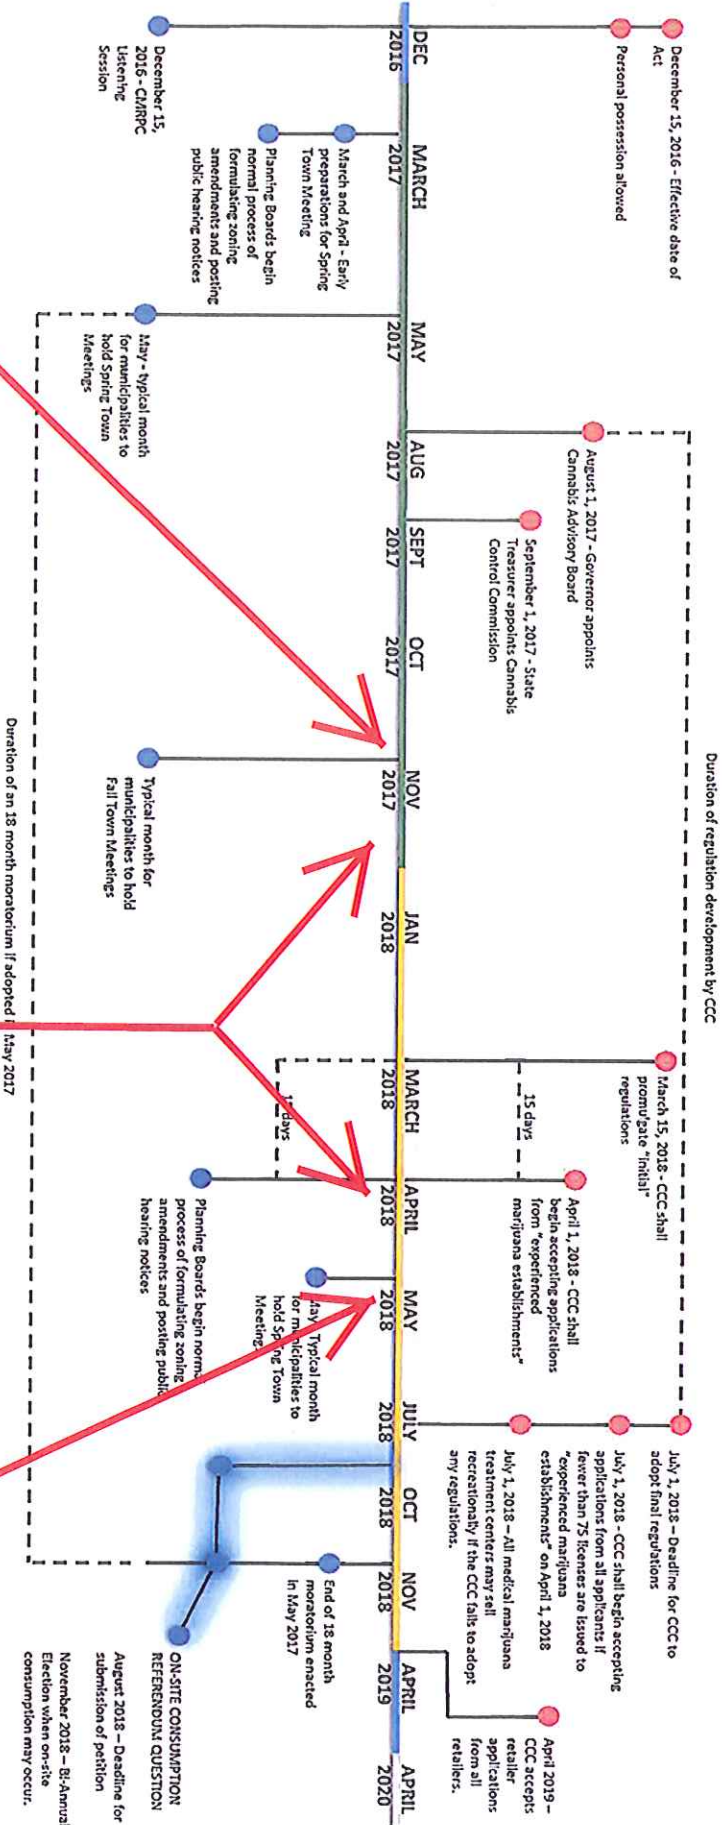 Duration of regulation development by CCC
December 15, 2016 - Effective date of
Act
Personal possession allowed
August 1, 2017 - Governor appoints
Cannabis Advisory Board
September 1, 2017 - State
Treasurer appoints Cannabis
Control Commission
March 15, 2018 - CCC shall
promulgate "initial"
regulations
15 days
April 1, 2018 - CCC shall
begin accepting applications
from "experienced
marijuana establishments"
July 1, 2018 – Deadline for CCC to
adopt final regulations
July 1, 2018 - CCC shall begin accepting
applications from all applicants if
fewer than 75 licenses are issued to
"experienced marijuana
establishments" on April 1, 2018
July 1, 2018 – All medical marijuana
treatment centers may sell
recreationally if the CCC fails to adopt
any regulations.
April 2019 –
CCC accepts
retailer
applications
from all
retailers.
DEC
2016
MARCH
2017
MAY
2017
AUG
2017
SEPT
2017
OCT
2017
NOV
2017
JAN
2018
MARCH
2018
APRIL
2018
MAY
2018
JULY
2018
OCT
2018
NOV
2018
APRIL
2019
APRIL
2020
December 15,
2016 - CMRPC
Listening
Session
March and April - Early
preparations for Spring
Town Meeting
Planning Boards begin
normal process of
formulating zoning
amendments and posting
public hearing notices
May - typical month
for municipalities to
hold Spring Town
Meetings
Typical month for
municipalities to hold
Fall Town Meetings
15 days
Planning Boards begin normal
process of formulating zoning
amendments and posting public
hearing notices
May - Typical month
for municipalities to
hold Spring Town
Meeting
End of 18 month
moratorium enacted
in May 2017
ON-SITE CONSUMPTION
REFERENDUM QUESTION
August 2018 – Deadline for
submission of petition
November 2018 – Bi-Annual
Election when on-site
consumption may occur.
Duration of an 18 month moratorium if adopted May 2017